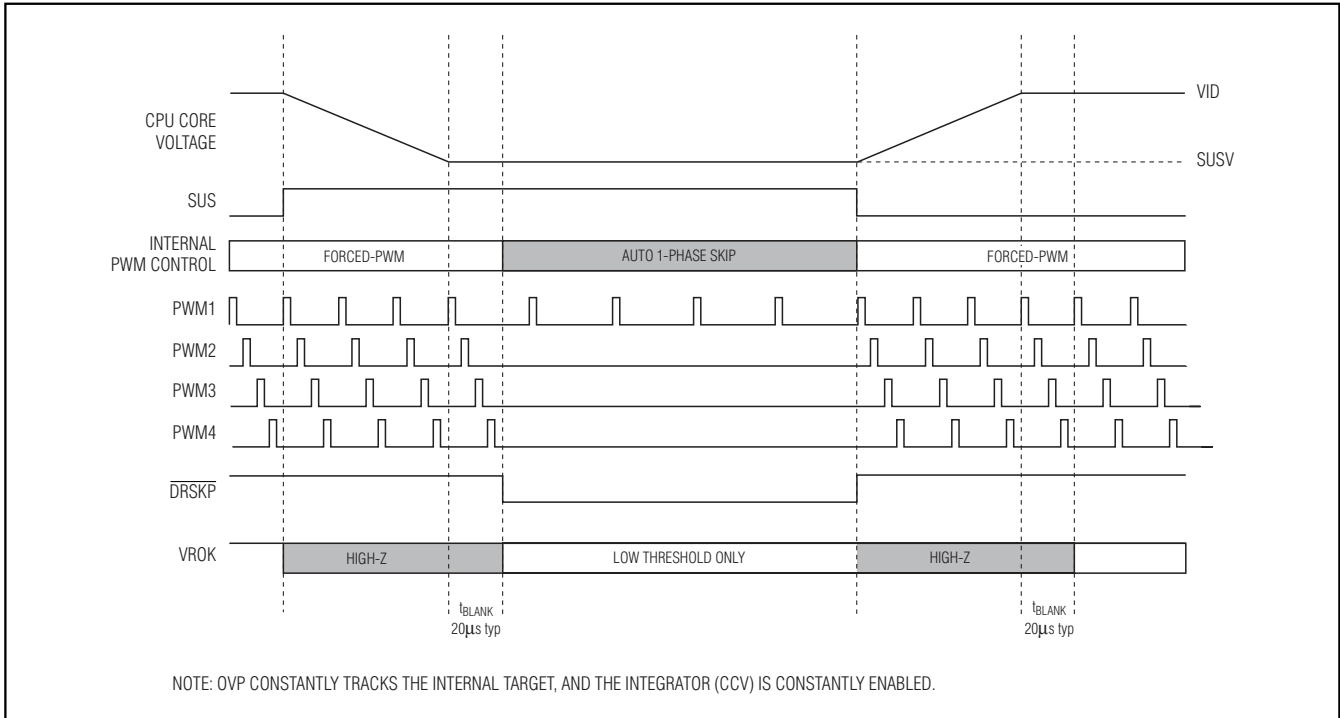 CPU CORE
VOLTAGE
VID
SUSV
SUS
INTERNAL
PWM CONTROL
FORCED-PWM
AUTO 1-PHASE SKIP
FORCED-PWM
PWM1
PWM2
PWM3
PWM4
DRSKP
VROK
HIGH-Z
LOW THRESHOLD ONLY
HIGH-Z
tBLANK
20μs typ
tBLANK
20μs typ
NOTE: OVP CONSTANTLY TRACKS THE INTERNAL TARGET, AND THE INTEGRATOR (CCV) IS CONSTANTLY ENABLED.